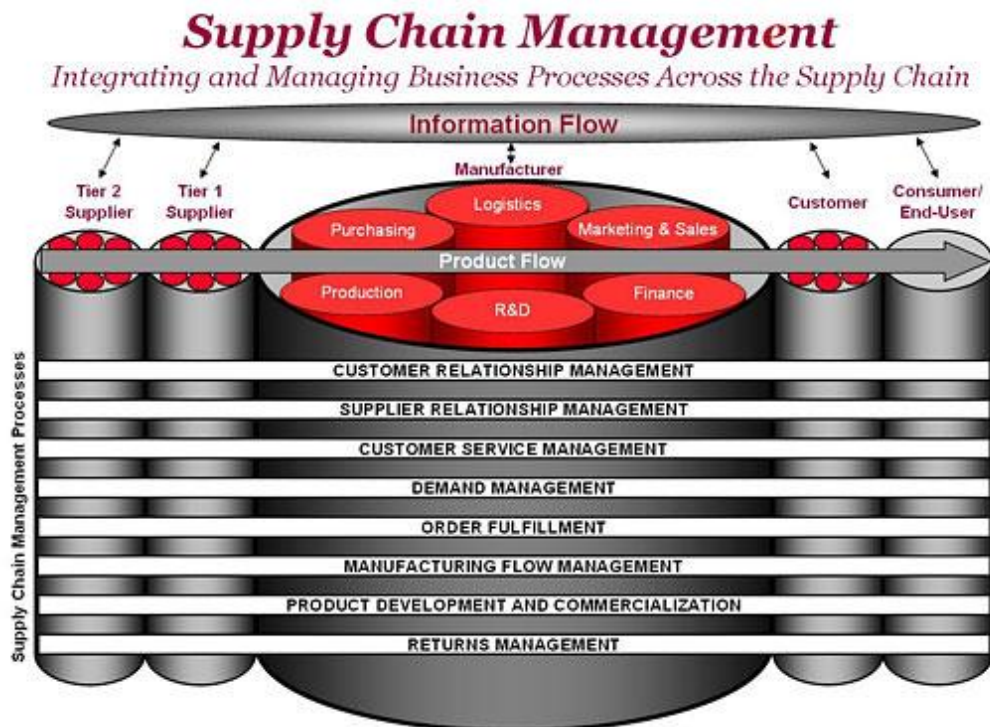 Supply Chain Management
Integrating and Managing Business Processes Across the Supply Chain
Information Flow
Tier 2
Supplier
Tier 1
Supplier
Manufacturer
Customer
Consumer/
End-User
Logistics
Purchasing
Marketing & Sales
Product Flow
Production
R&D
Finance
Supply Chain Management Processes
CUSTOMER RELATIONSHIP MANAGEMENT
SUPPLIER RELATIONSHIP MANAGEMENT
CUSTOMER SERVICE MANAGEMENT
DEMAND MANAGEMENT
ORDER FULFILLMENT
MANUFACTURING FLOW MANAGEMENT
PRODUCT DEVELOPMENT AND COMMERCIALIZATION
RETURNS MANAGEMENT